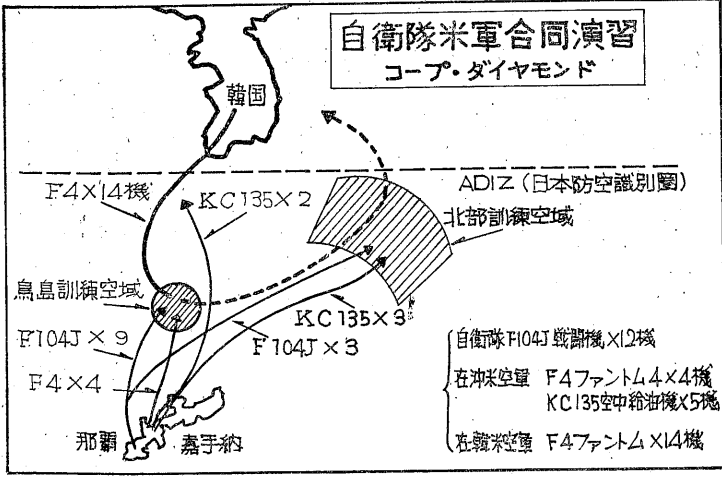 自衛隊米軍合同演習
コープ・ダイヤモンド
韓国
F4×14機
KC135×2
ADIZ(日本防空識別圏)
北部訓練空域
鳥島訓練空域
KC135×3
F104J×9
F104J×3
F4×4
那覇
嘉手納
自衛隊F104J戦闘機×12機
在沖米空軍 F4ファントム4×4機
KC135空中給油機×5機
在韓米空軍 F4ファントム×14機